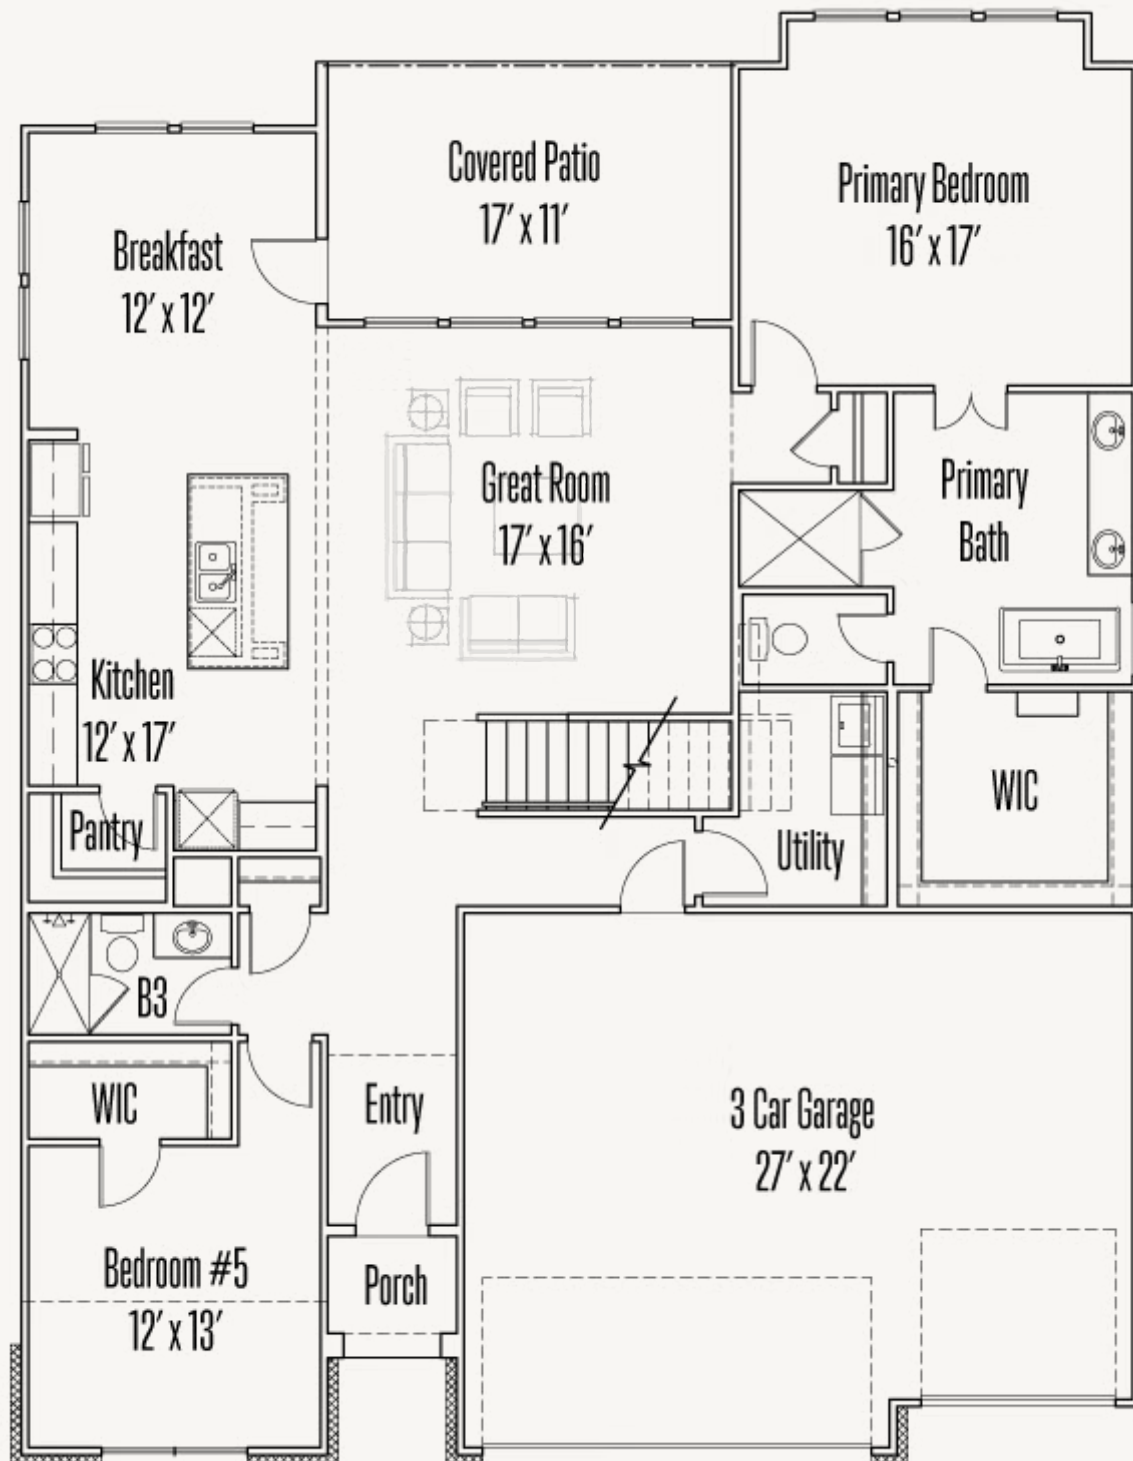 Covered Patio
17′ x 11′
Primary Bedroom
16′ x 17′
Breakfast
12′ x 12′
Great Room
17′ x 16′
Primary
Bath
Kitchen
12′ x 17′
WIC
Pantry
Utility
B3
WIC
Entry
3 Car Garage
27′ x 22′
Bedroom #5
12′ x 13′
Porch